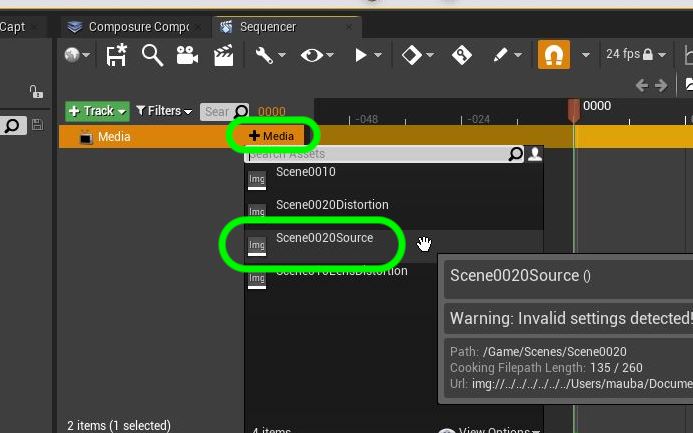 Capt
Composure Compo
Sequencer
24 fps
+ Track
Filters
Sear
0000
-048
-024
0000
Media
+ Media
Search Assets
Img
Scene0010
Img
Scene0020Distortion
Img
Scene0020Source
Img
Scene010LensDistortion
Scene0020Source ()
Warning: Invalid settings detected!
Path: /Game/Scenes/Scene0020
Cooking Filepath Length: 135 / 260
Url: img://../../../../../../Users/mauba/Docume
2 items (1 selected)
4 items
View Options